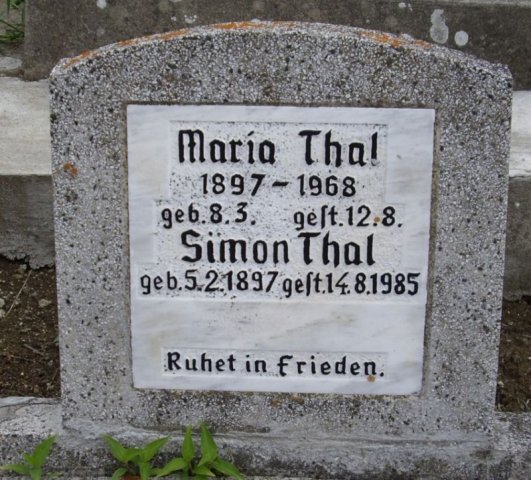 Maria Thal
1897 - 1968
geb. 8. 3. geſt. 12. 8.
Simon Thal
geb. 5. 2. 1897 geſt. 14. 8. 1985
Ruhet in Frieden.